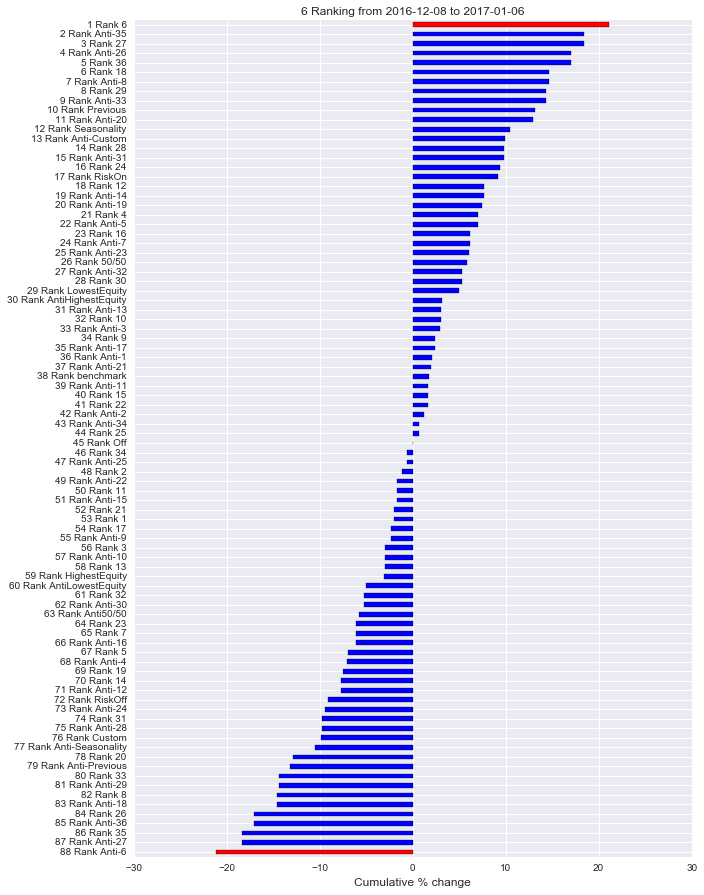 6 Ranking from 2016-12-08 to 2017-01-06
1 Rank 6
2 Rank Anti-35
3 Rank 27
4 Rank Anti-26
5 Rank 36
6 Rank 18
7 Rank Anti-8
8 Rank 29
9 Rank Anti-33
10 Rank Previous
11 Rank Anti-20
12 Rank Seasonality
13 Rank Anti-Custom
14 Rank 28
15 Rank Anti-31
16 Rank 24
17 Rank RiskOn
18 Rank 12
19 Rank Anti-14
20 Rank Anti-19
21 Rank 4
22 Rank Anti-5
23 Rank 16
24 Rank Anti-7
25 Rank Anti-23
26 Rank 50/50
27 Rank Anti-32
28 Rank 30
29 Rank LowestEquity
30 Rank AntiHighestEquity
31 Rank Anti-13
32 Rank 10
33 Rank Anti-3
34 Rank 9
35 Rank Anti-17
36 Rank Anti-1
37 Rank Anti-21
38 Rank benchmark
39 Rank Anti-11
40 Rank 15
41 Rank 22
42 Rank Anti-2
43 Rank Anti-34
44 Rank 25
45 Rank Off
46 Rank 34
47 Rank Anti-25
48 Rank 2
49 Rank Anti-22
50 Rank 11
51 Rank Anti-15
52 Rank 21
53 Rank 1
54 Rank 17
55 Rank Anti-9
56 Rank 3
57 Rank Anti-10
58 Rank 13
59 Rank HighestEquity
60 Rank AntiLowestEquity
61 Rank 32
62 Rank Anti-30
63 Rank Anti50/50
64 Rank 23
65 Rank 7
66 Rank Anti-16
67 Rank 5
68 Rank Anti-4
69 Rank 19
70 Rank 14
71 Rank Anti-12
72 Rank RiskOff
73 Rank Anti-24
74 Rank 31
75 Rank Anti-28
76 Rank Custom
77 Rank Anti-Seasonality
78 Rank 20
79 Rank Anti-Previous
80 Rank 33
81 Rank Anti-29
82 Rank 8
83 Rank Anti-18
84 Rank 26
85 Rank Anti-36
86 Rank 35
87 Rank Anti-27
88 Rank Anti-6
−30 −20 −10 0 10 20 30
Cumulative % change